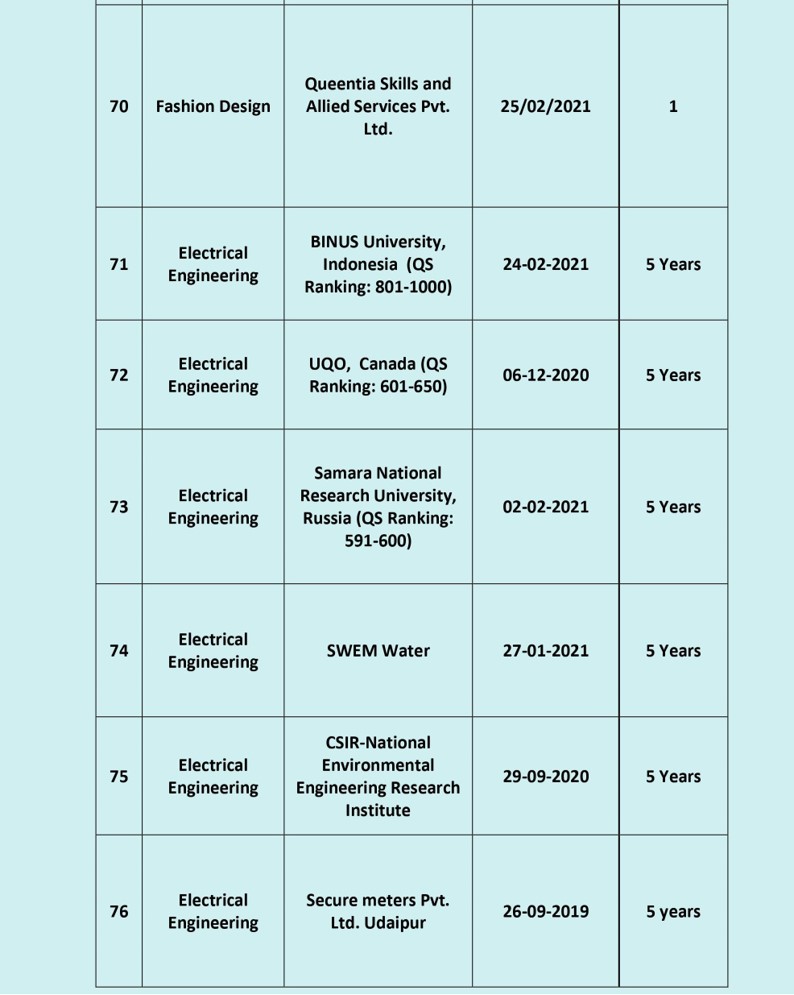 70 Fashion Design Queentia Skills and
Allied Services Pvt.
Ltd. 25/02/2021 1
71 Electrical
Engineering BINUS University,
Indonesia (QS
Ranking: 801-1000) 24-02-2021 5 Years
72 Electrical
Engineering UQO, Canada (QS
Ranking: 601-650) 06-12-2020 5 Years
73 Electrical
Engineering Samara National
Research University,
Russia (QS Ranking:
591-600) 02-02-2021 5 Years
74 Electrical
Engineering SWEM Water 27-01-2021 5 Years
75 Electrical
Engineering CSIR-National
Environmental
Engineering Research
Institute 29-09-2020 5 Years
76 Electrical
Engineering Secure meters Pvt.
Ltd. Udaipur 26-09-2019 5 years